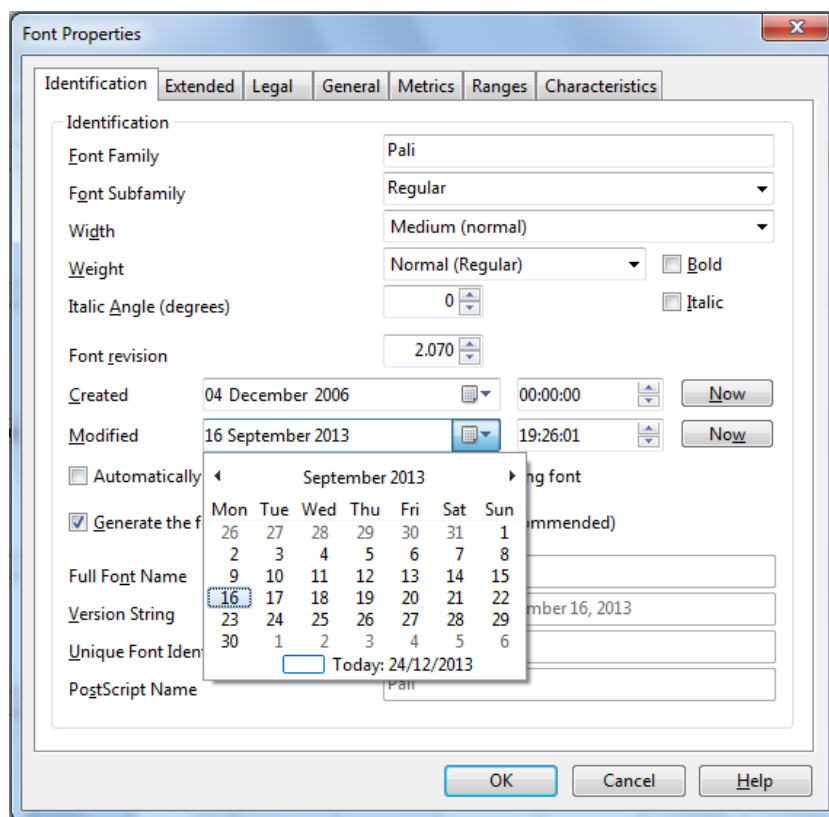 Font Properties
Identification Extended Legal General Metrics Ranges Characteristics
Identification
Font Family Pali
Font Subfamily Regular
Width Medium (normal)
Weight Normal (Regular) Bold
Italic Angle (degrees) 0 Italic
Font revision 2.070
Created 04 December 2006 00:00:00 Now
Modified 16 September 2013 19:26:01 Now
Automatically ng font
September 2013
Mon Tue Wed Thu Fri Sat Sun
Generate the f mmended)
26 27 28 29 30 31 1
2 3 4 5 6 7 8
Full Font Name 9 10 11 12 13 14 15
16 17 18 19 20 21 22
Version String mber 16, 2013
23 24 25 26 27 28 29
Unique Font Iden 30 1 2 3 4 5 6
Today: 24/12/2013
PostScript Name Pali
OK Cancel Help